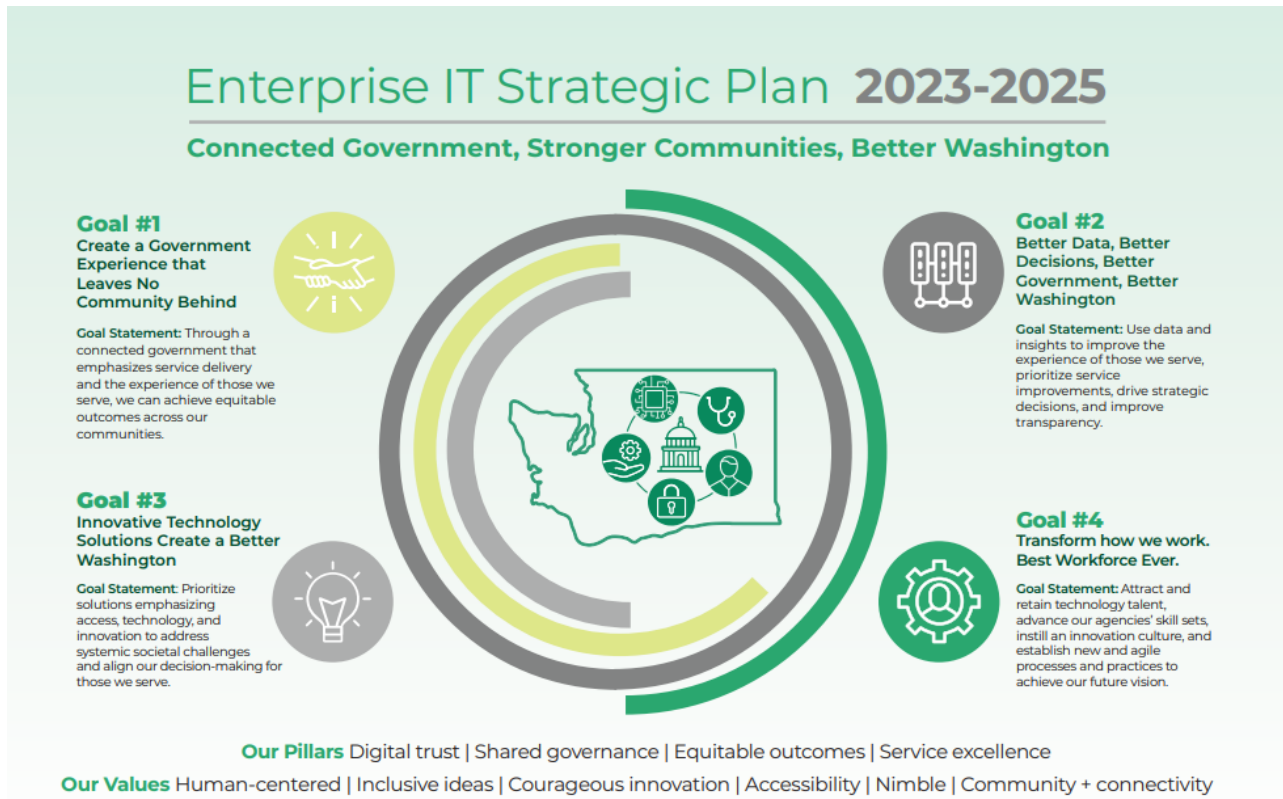 Enterprise IT Strategic Plan 2023-2025
Connected Government, Stronger Communities, Better Washington
Goal #1
Create a Government
Experience that
Leaves No
Community Behind
Goal Statement: Through a
connected government that
emphasizes service delivery
and the experience of those we
serve, we can achieve equitable
outcomes across our
communities.
Goal #2
Better Data, Better
Decisions, Better
Government, Better
Washington
Goal Statement: Use data and
insights to improve the
experience of those we serve,
prioritize service
improvements, drive strategic
decisions, and improve
transparency.
Goal #3
Innovative Technology
Solutions Create a Better
Washington
Goal Statement: Prioritize
solutions emphasizing
access, technology, and
innovation to address
systemic societal challenges
and align our decision-making for
those we serve.
Goal #4
Transform how we work.
Best Workforce Ever.
Goal Statement: Attract and
retain technology talent,
advance our agencies' skill sets,
instill an innovation culture, and
establish new and agile
processes and practices to
achieve our future vision.
Our Pillars Digital trust | Shared governance | Equitable outcomes | Service excellence
Our Values Human-centered | Inclusive ideas | Courageous innovation | Accessibility | Nimble | Community + connectivity